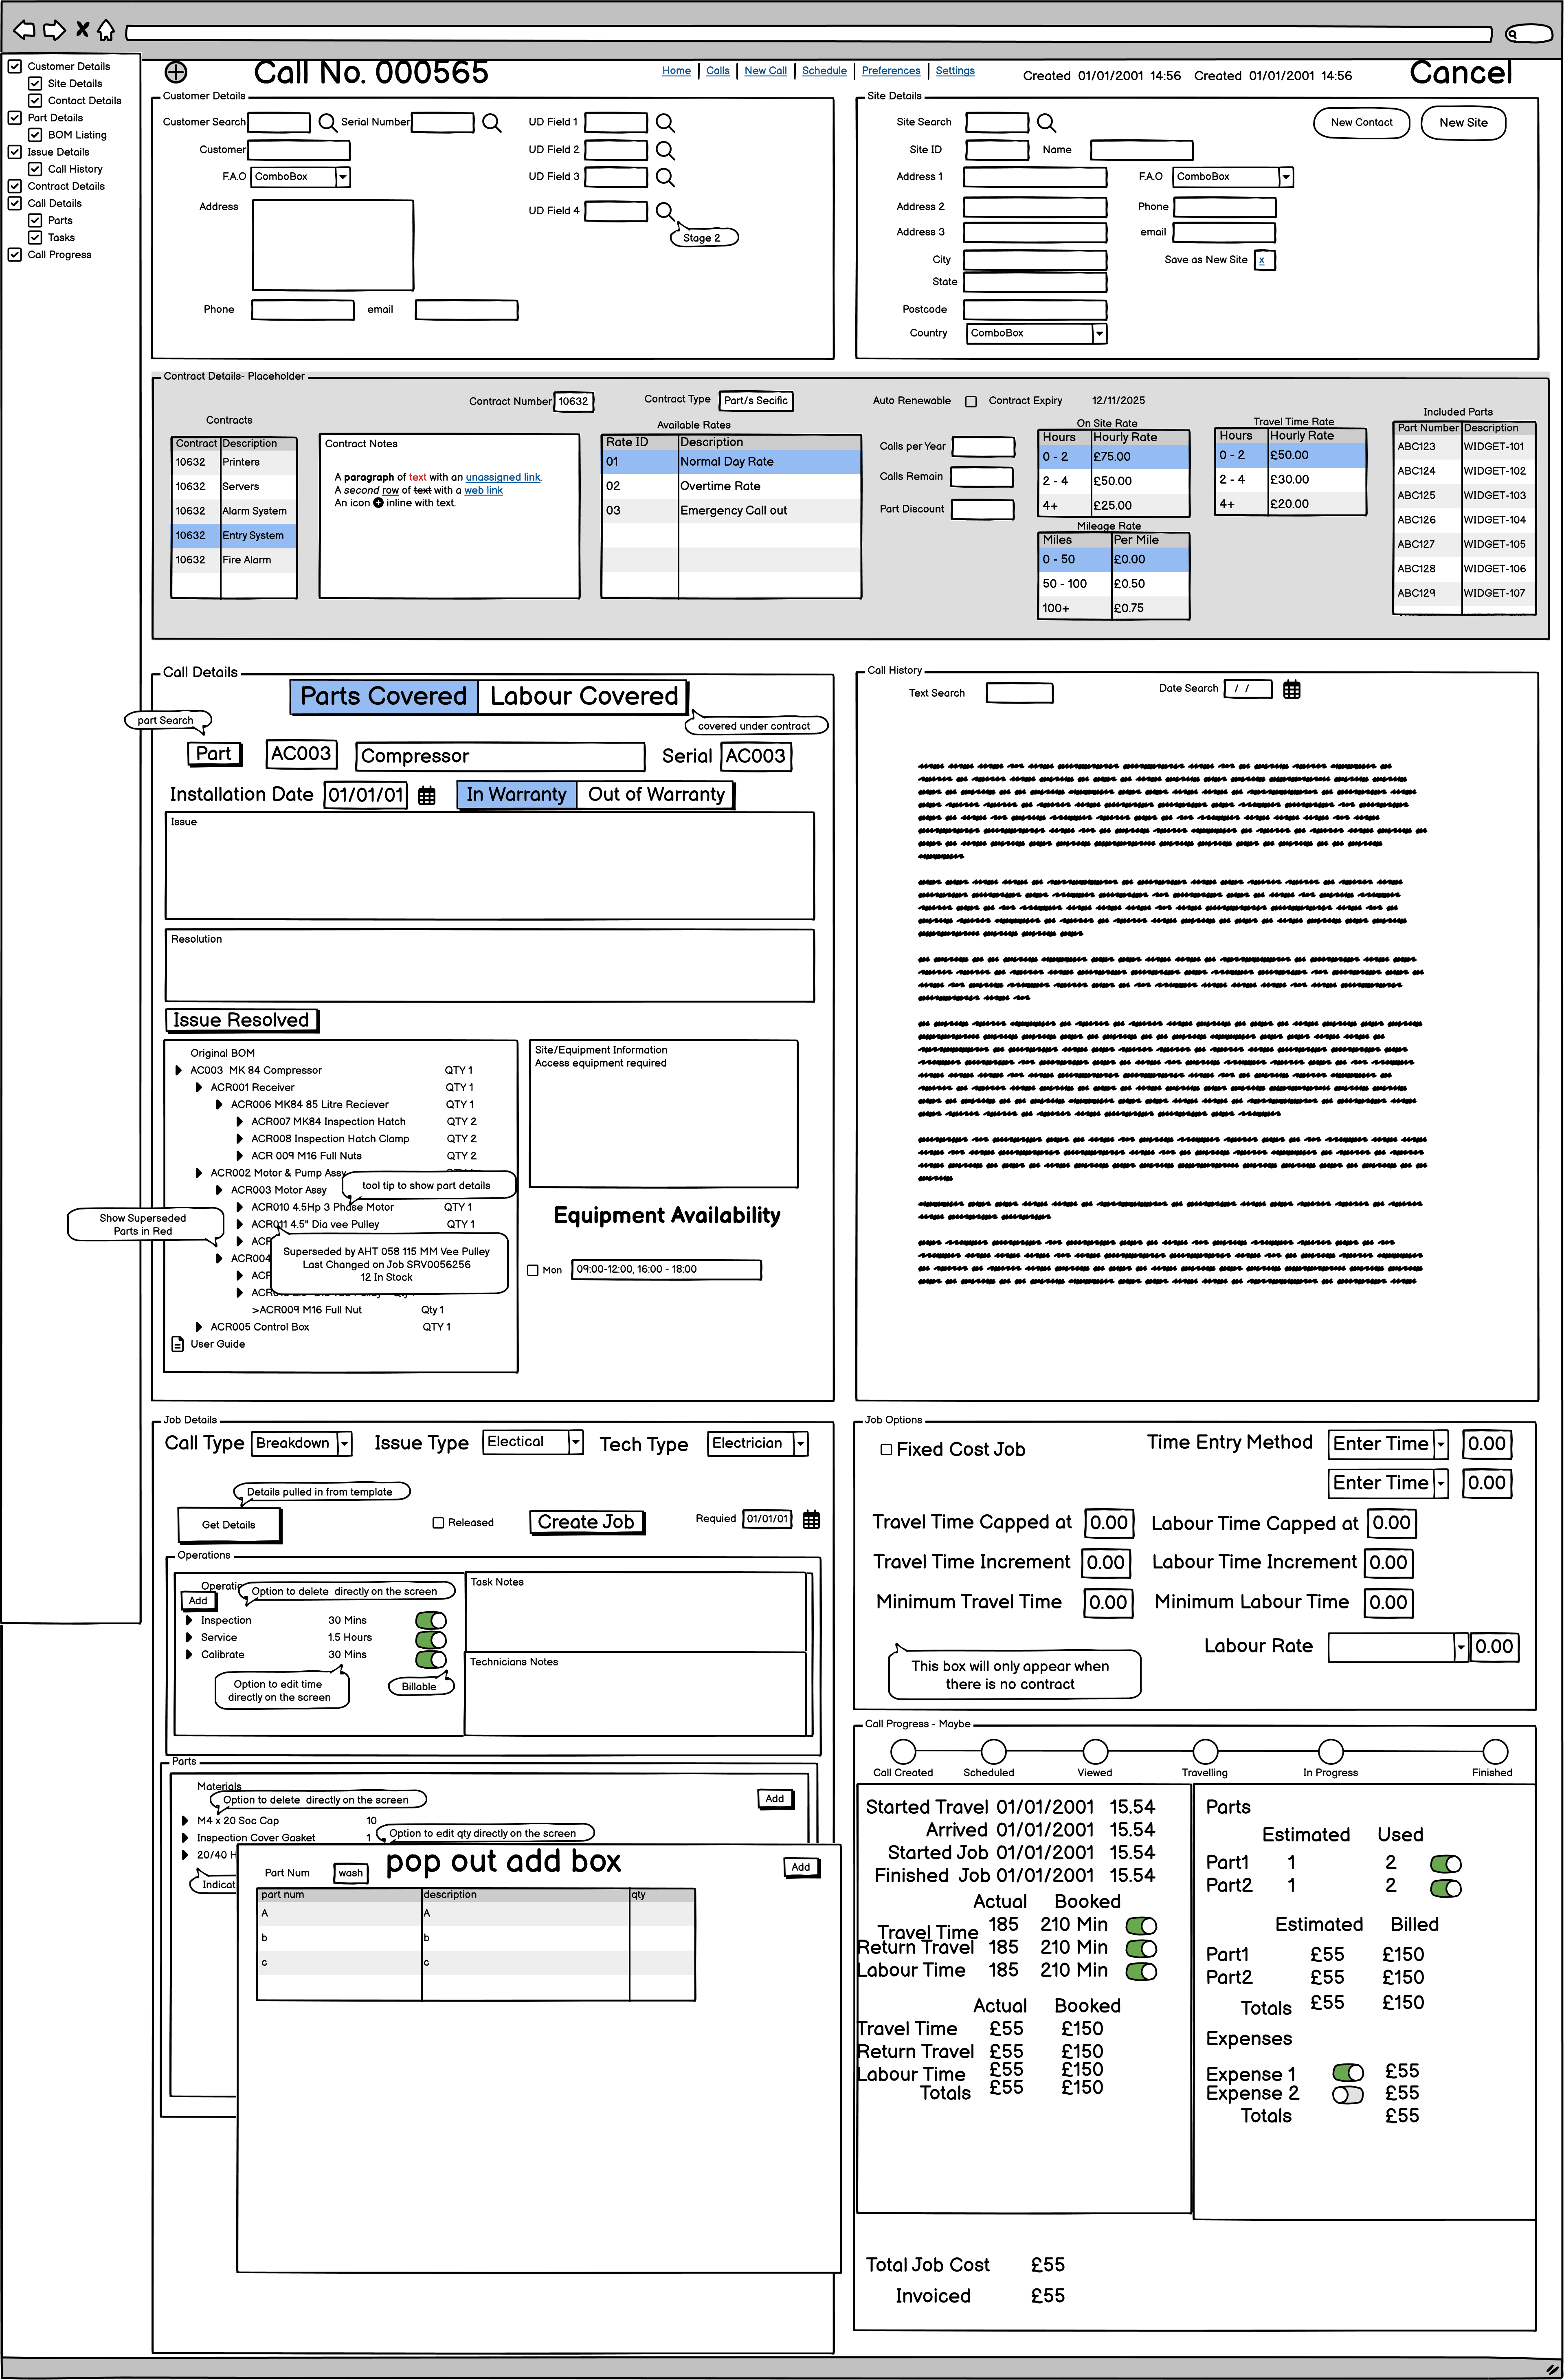 Customer Details
Site Details
Contact Details
Part Details
BOM Listing
Issue Details
Call History
Contract Details
Call Details
Parts
Tasks
Call Progress
Call No. 000565
Home | Calls | New Call | Schedule | Preferences | Settings
Created 01/01/2001 14:56 Created 01/01/2001 14:56
Cancel
Customer Details
Customer Search
Serial Number
UD Field 1
Customer
UD Field 2
F.A.O ComboBox
UD Field 3
Address
UD Field 4
Stage 2
Phone
email
Site Details
Site Search
New Contact
New Site
Site ID
Name
Address 1
F.A.O ComboBox
Address 2
Phone
Address 3
email
City
Save as New Site x
State
Postcode
Country ComboBox
Contract Details- Placeholder
Contract Number 10632
Contract Type Part/s Secific
Auto Renewable
Contract Expiry 12/11/2025
Contracts
Contract Description
10632 Printers
10632 Servers
10632 Alarm System
10632 Entry System
10632 Fire Alarm
Contract Notes
A paragraph of text with an unassigned link.
A second row of text with a web link
An icon inline with text.
Available Rates
Rate ID Description
01 Normal Day Rate
02 Overtime Rate
03 Emergency Call out
Calls per Year
Calls Remain
Part Discount
On Site Rate
Hours Hourly Rate
0 - 2 £75.00
2 - 4 £50.00
4+ £25.00
Mileage Rate
Miles Per Mile
0 - 50 £0.00
50 - 100 £0.50
100+ £0.75
Travel Time Rate
Hours Hourly Rate
0 - 2 £50.00
2 - 4 £30.00
4+ £20.00
Included Parts
Part Number Description
ABC123 WIDGET-101
ABC124 WIDGET-102
ABC125 WIDGET-103
ABC126 WIDGET-104
ABC127 WIDGET-105
ABC128 WIDGET-106
ABC129 WIDGET-107
Call Details
Parts Covered Labour Covered
part Search
covered under contract
Part AC003 Compressor Serial AC003
Installation Date 01/01/01 In Warranty Out of Warranty
Issue
Resolution
Issue Resolved
Original BOM
AC003 MK 84 Compressor QTY 1
ACR001 Receiver QTY 1
ACR006 MK84 85 Litre Reciever QTY 1
ACR007 MK84 Inspection Hatch QTY 2
ACR008 Inspection Hatch Clamp QTY 2
ACR 009 M16 Full Nuts QTY 2
ACR002 Motor & Pump Assy
ACR003 Motor Assy
tool tip to show part details
ACR010 4.5Hp 3 Phase Motor QTY 1
ACR011 4.5" Dia vee Pulley QTY 1
Show Superseded
Parts in Red
ACR
ACR004
ACR
Superseded by AHT 058 115 MM Vee Pulley
Last Changed on Job SRV0056256
12 In Stock
>ACR009 M16 Full Nut Qty 1
ACR005 Control Box QTY 1
User Guide
Site/Equipment Information
Access equipment required
Equipment Availability
Mon 09:00-12:00, 16:00 - 18:00
Call History
Text Search
Date Search / /
Job Details
Call Type Breakdown Issue Type Electical Tech Type Electrician
Details pulled in from template
Get Details
Released
Create Job
Requied 01/01/01
Operations
Option to delete directly on the screen
Add
Inspection 30 Mins
Service 1.5 Hours
Calibrate 30 Mins
Option to edit time
directly on the screen
Billable
Task Notes
Technicians Notes
Parts
Materials
Option to delete directly on the screen
Add
M4 x 20 Soc Cap 10
Option to edit qty directly on the screen
Inspection Cover Gasket 1
20/40 H
Indicat
pop out add box
Part Num wash
Add
part num description qty
A A
b b
c c
Job Options
Fixed Cost Job
Time Entry Method Enter Time 0.00
Enter Time 0.00
Travel Time Capped at 0.00 Labour Time Capped at 0.00
Travel Time Increment 0.00 Labour Time Increment 0.00
Minimum Travel Time 0.00 Minimum Labour Time 0.00
Labour Rate 0.00
This box will only appear when
there is no contract
Call Progress - Maybe
Call Created Scheduled Viewed Travelling In Progress Finished
Started Travel 01/01/2001 15.54
Arrived 01/01/2001 15.54
Started Job 01/01/2001 15.54
Finished Job 01/01/2001 15.54
Actual Booked
Travel Time 185 210 Min
Return Travel 185 210 Min
Labour Time 185 210 Min
Actual Booked
Travel Time £55 £150
Return Travel £55 £150
Labour Time £55 £150
Totals £55 £150
Parts
Estimated Used
Part1 1 2
Part2 1 2
Estimated Billed
Part1 £55 £150
Part2 £55 £150
Totals £55 £150
Expenses
Expense 1 £55
Expense 2 £55
Totals £55
Total Job Cost £55
Invoiced £55